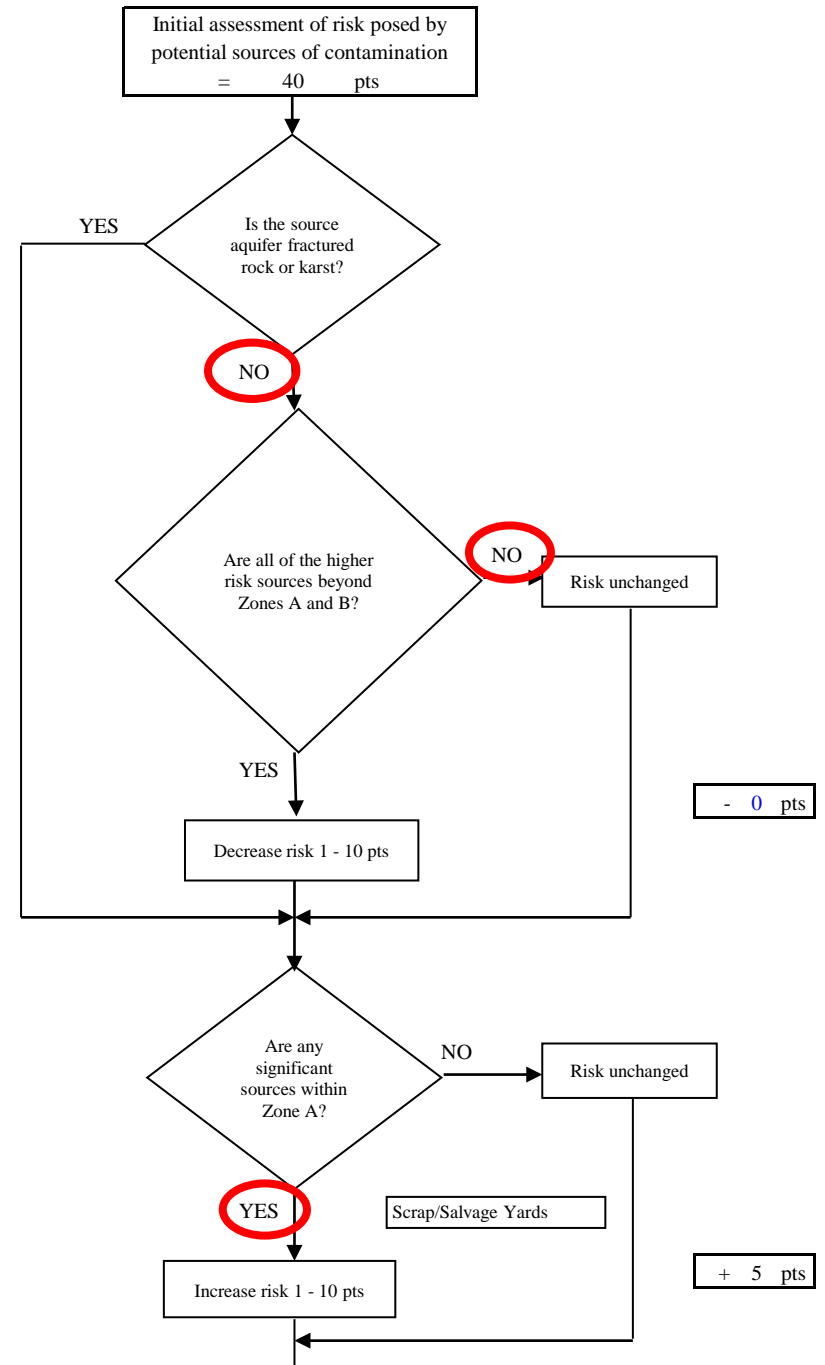 Initial assessment of risk posed by
potential sources of contamination
= 40 pts
YES
Is the source
aquifer fractured
rock or karst?
NO
Are all of the higher
risk sources beyond
Zones A and B?
NO
Risk unchanged
YES
- 0 pts
Decrease risk 1 - 10 pts
Are any
significant
sources within
Zone A?
NO
Risk unchanged
YES
Scrap/Salvage Yards
Increase risk 1 - 10 pts
+ 5 pts